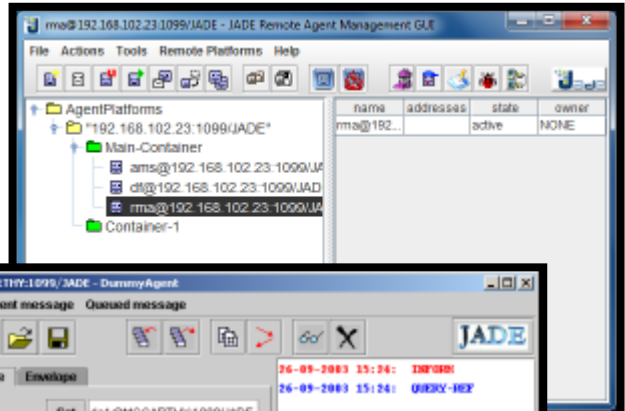 rma@192.168.102.23:1099/JADE - JADE Remote Agent Management GUI
File Actions Tools Remote Platforms Help
AgentPlatforms
name addresses state owner
"192.168.102.23:1099/JADE"
rma@192... active NONE
Main-Container
ams@192.168.102.23:1099/JA
df@192.168.102.23:1099/JAD
rma@192.168.102.23:1099/JA
Container-1
THY:1099/JADE - DummyAgent
ent message Queued message
JADE
Envelope
26-09-2003 15:24: INFORM
26-09-2003 15:24: QUERY-REF
Set